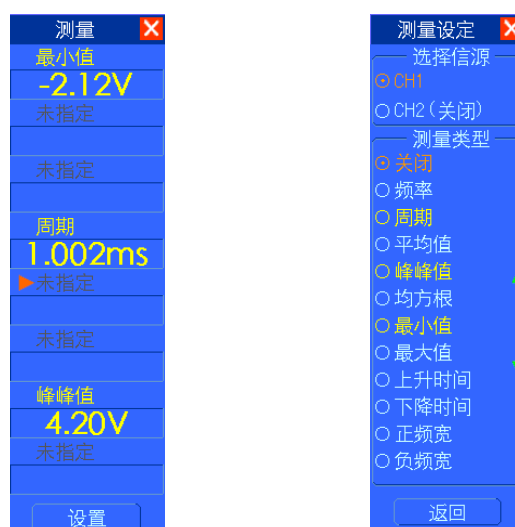 测量
最小值
-2.12V
未指定
未指定
周期
1.002ms
未指定
未指定
峰峰值
4.20V
未指定
设置
测量设定
选择信源
CH1
CH2(关闭)
测量类型
关闭
频率
周期
平均值
峰峰值
均方根
最小值
最大值
上升时间
下降时间
正频宽
负频宽
返回